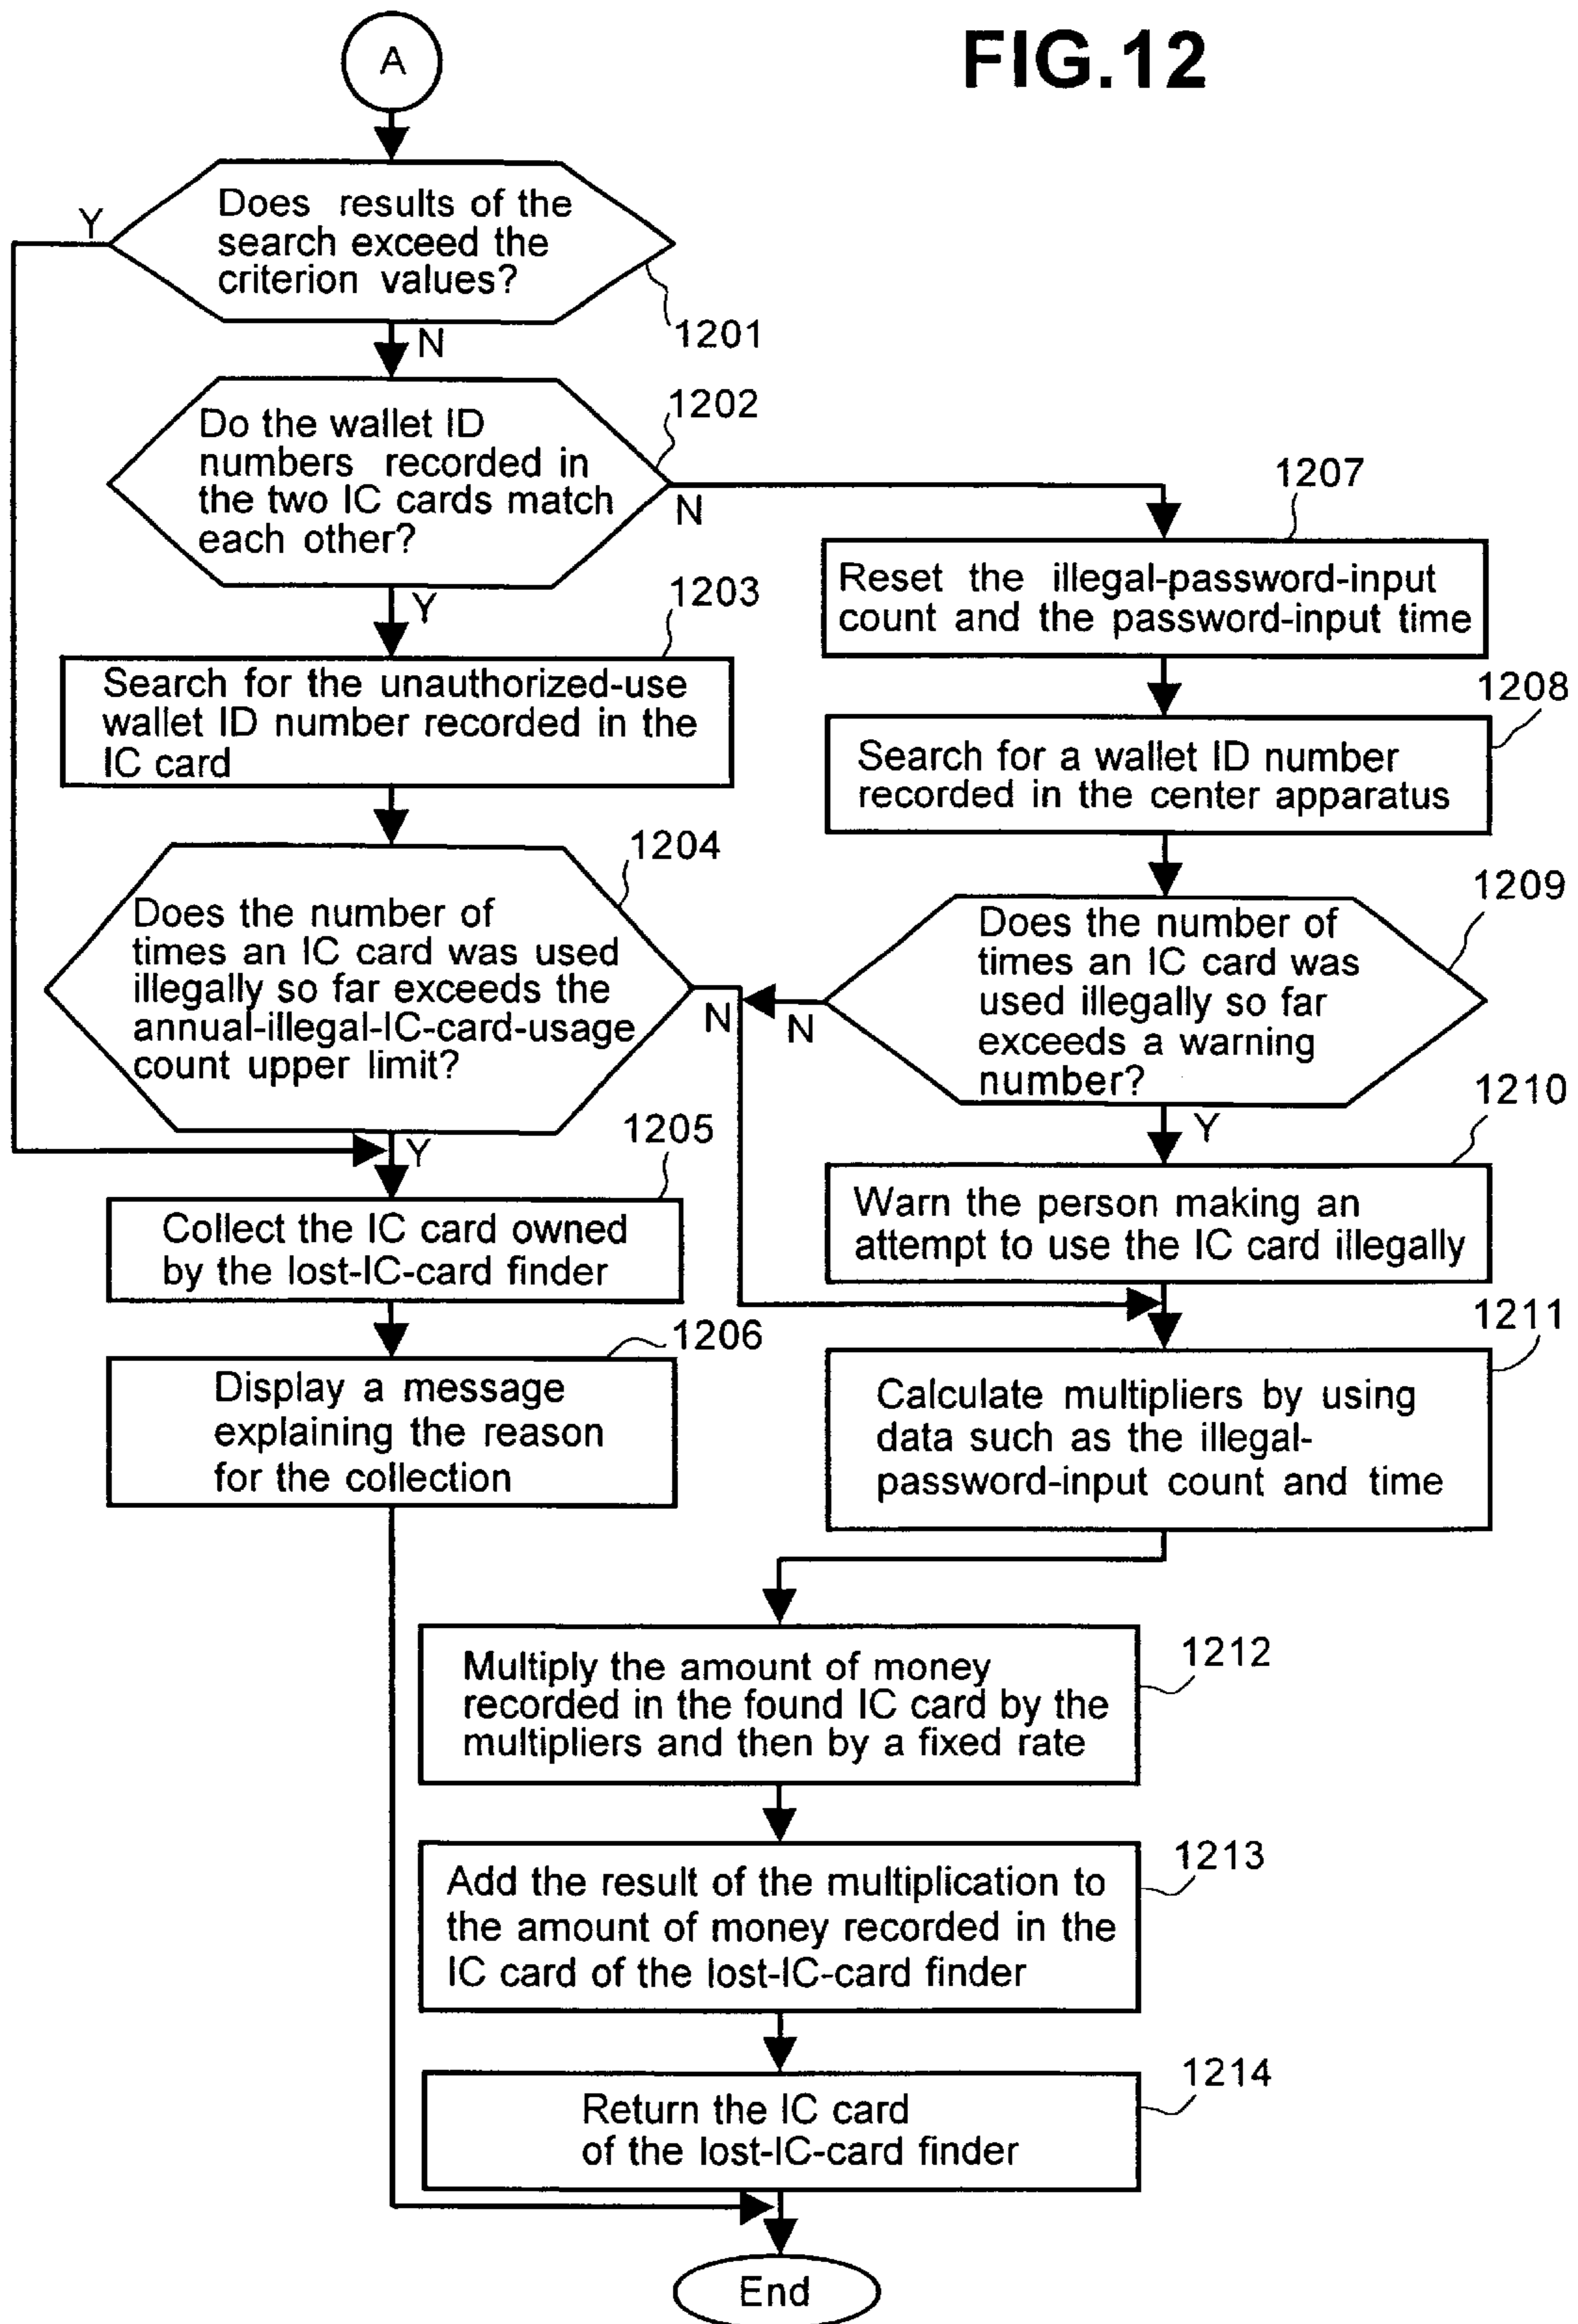 FIG.12
A
Does results of the
search exceed the
criterion values?
Y
1201
N
Do the wallet ID
numbers recorded in
the two IC cards match
each other?
1202
N
Y
1203
Search for the unauthorized-use
wallet ID number recorded in the
IC card
1204
Does the number of
times an IC card was used
illegally so far exceeds the
annual-illegal-IC-card-usage
count upper limit?
N
Y
1205
Collect the IC card owned
by the lost-IC-card finder
1206
Display a message
explaining the reason
for the collection
1207
Reset the illegal-password-input
count and the password-input time
1208
Search for a wallet ID number
recorded in the center apparatus
1209
Does the number of
times an IC card was
used illegally so far
exceeds a warning
number?
N
Y
1210
Warn the person making an
attempt to use the IC card illegally
1211
Calculate multipliers by using
data such as the illegal-
password-input count and time
1212
Multiply the amount of money
recorded in the found IC card by the
multipliers and then by a fixed rate
1213
Add the result of the multiplication to
the amount of money recorded in the
IC card of the lost-IC-card finder
1214
Return the IC card
of the lost-IC-card finder
End